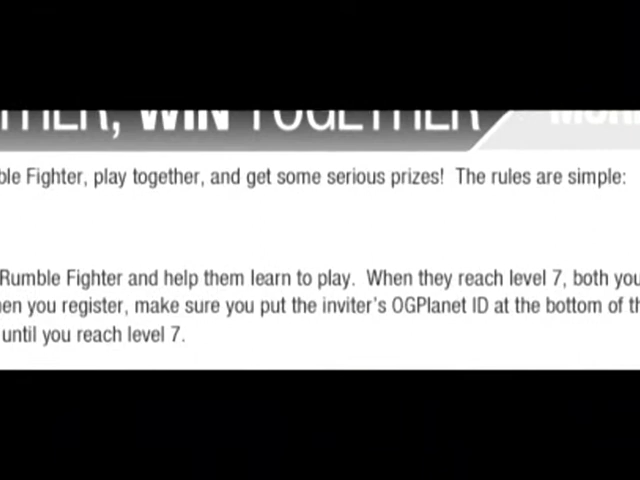 THER, WIN TOGETHER
ble Fighter, play together, and get some serious prizes! The rules are simple:
Rumble Fighter and help them learn to play. When they reach level 7, both you
en you register, make sure you put the inviter's OGPlanet ID at the bottom of th
until you reach level 7.